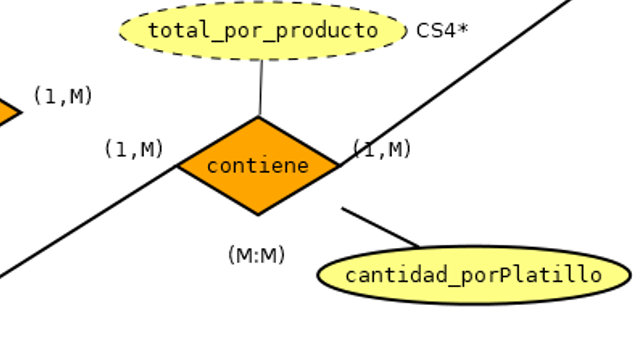 total_por_producto CS4*
(1,M)
(1,M) (1,M)
contiene
(M:M)
cantidad_porPlatillo